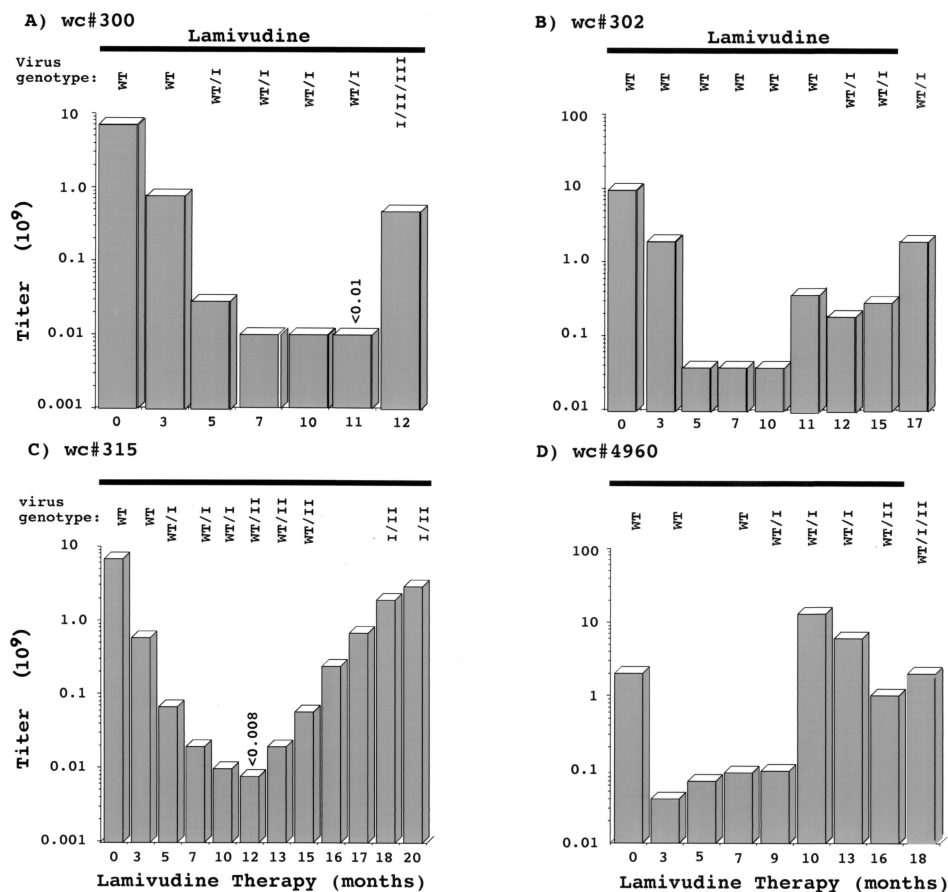 A) wc#300
Lamivudine
Virus
genotype:
WT
WT
WT/I
WT/I
WT/I
WT/I
I/II/III
10
1.0
0.1
0.01
0.001
Titer (10⁹)
<0.01
0 3 5 7 10 11 12
B) wc#302
Lamivudine
WT
WT
WT
WT
WT
WT
WT/I
WT/I
WT/I
100
10
1.0
0.1
0.01
0 3 5 7 10 11 12 15 17
C) wc#315
virus
genotype:
WT
WT
WT/I
WT/I
WT/I
WT/II
WT/II
WT/II
I/II
I/II
10
1.0
0.1
0.01
0.001
Titer (10⁹)
<0.008
0 3 5 7 10 12 13 15 16 17 18 20
Lamivudine Therapy (months)
D) wc#4960
WT
WT
WT
WT/I
WT/I
WT/I
WT/II
WT/I/II
100
10
1
0.1
0.01
0 3 5 7 9 10 13 16 18
Lamivudine Therapy (months)